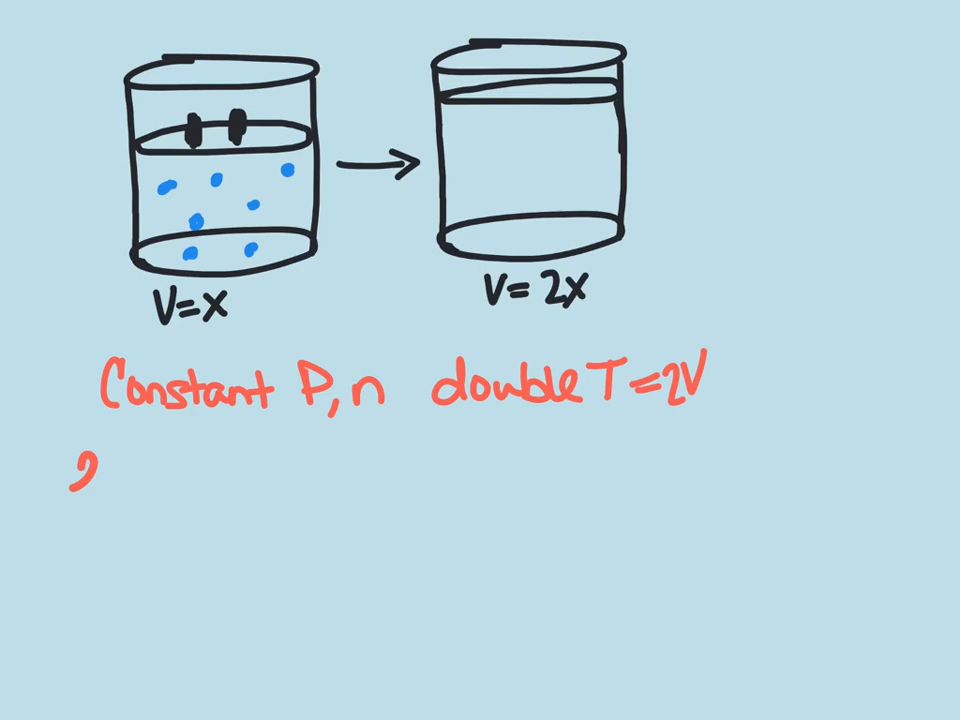 V=x V= 2x
Constant P,n double T=2V